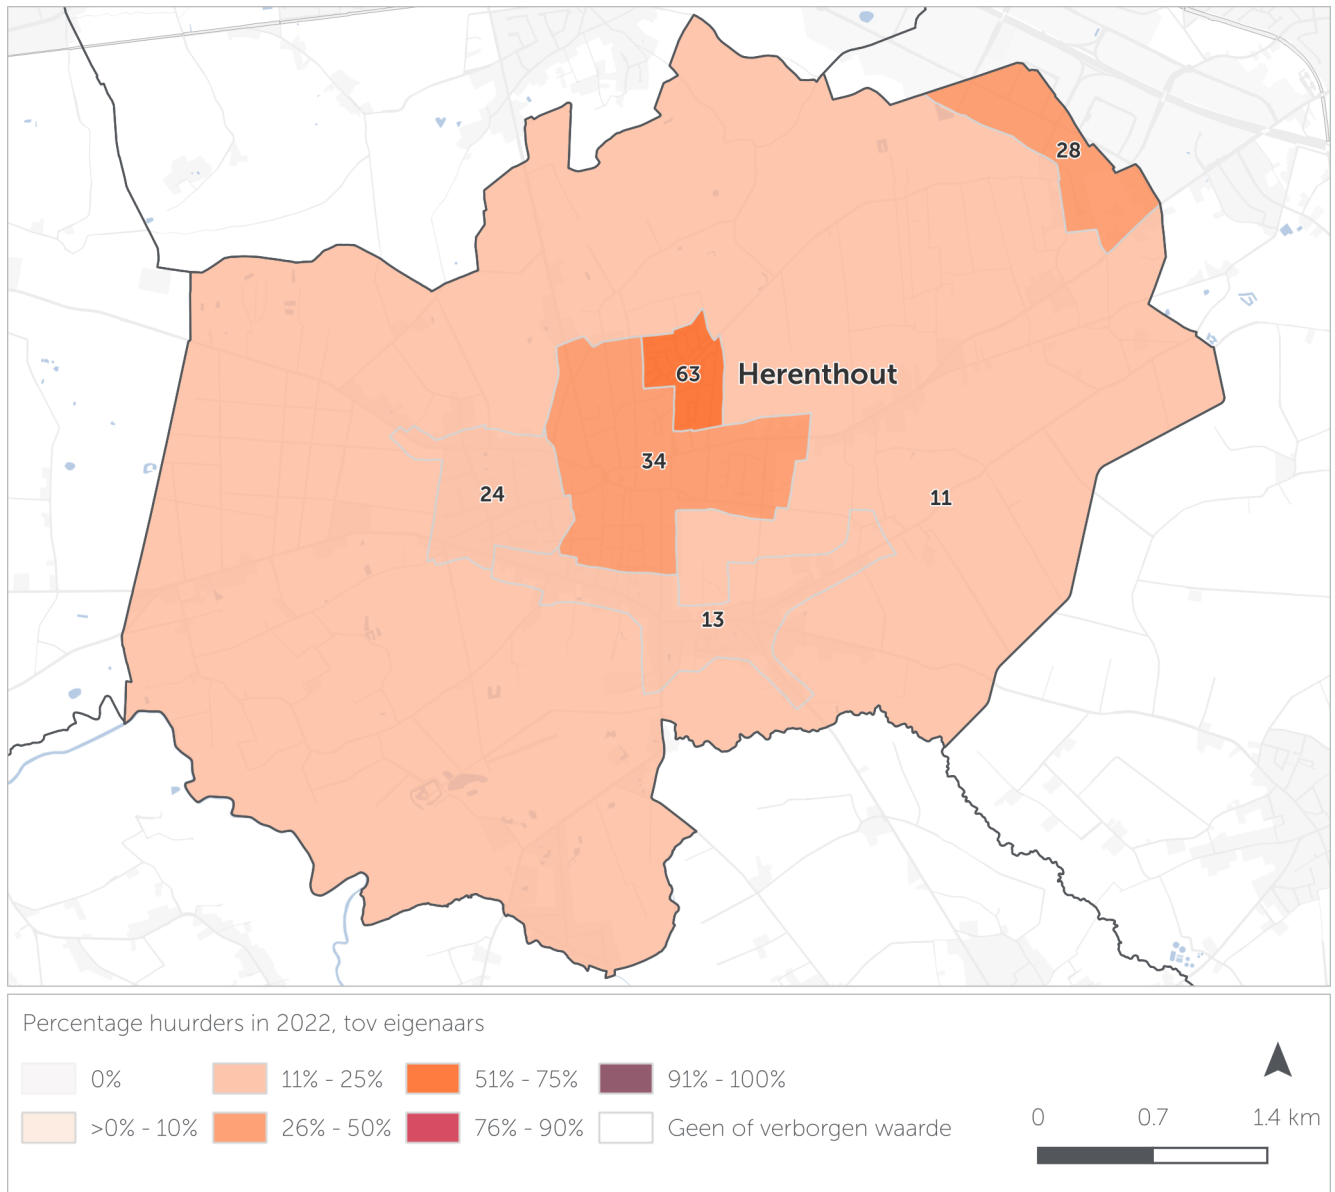 28
63 Herenthout
34
24
11
13
Percentage huurders in 2022, tov eigenaars
0% 11% - 25% 51% - 75% 91% - 100%
>0% - 10% 26% - 50% 76% - 90% Geen of verborgen waarde
0 0.7 1.4 km